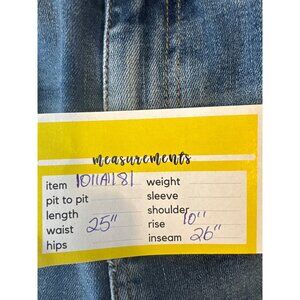 measurements
item 1011A181 weight
pit to pit sleeve
length shoulder
waist 25" rise 10"
hips inseam 26"